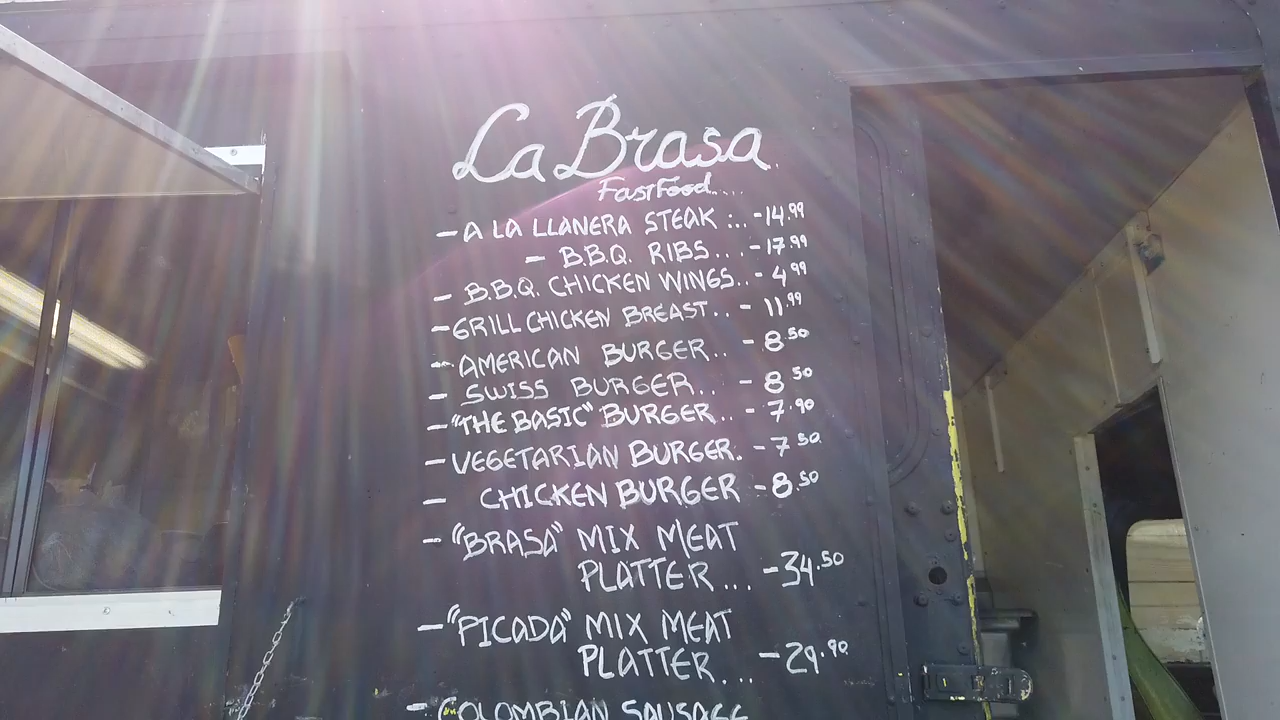 La Brasa
Fast Food....
- A LA LLANERA STEAK ... - 14.99
- B.B.Q. RIBS... - 17.99
- B.B.Q. CHICKEN WINGS.. - 4.99
- GRILL CHICKEN BREAST.. - 11.99
- AMERICAN BURGER.. - 8.50
- SWISS BURGER.. - 8.50
- "THE BASIC" BURGER.. - 7.90
- VEGETARIAN BURGER. - 7.50
- CHICKEN BURGER - 8.50
- "BRASA" MIX MEAT
PLATTER... - 34.50
- "PICADA" MIX MEAT
PLATTER... - 29.90
- COLOMBIAN SAUSAGE